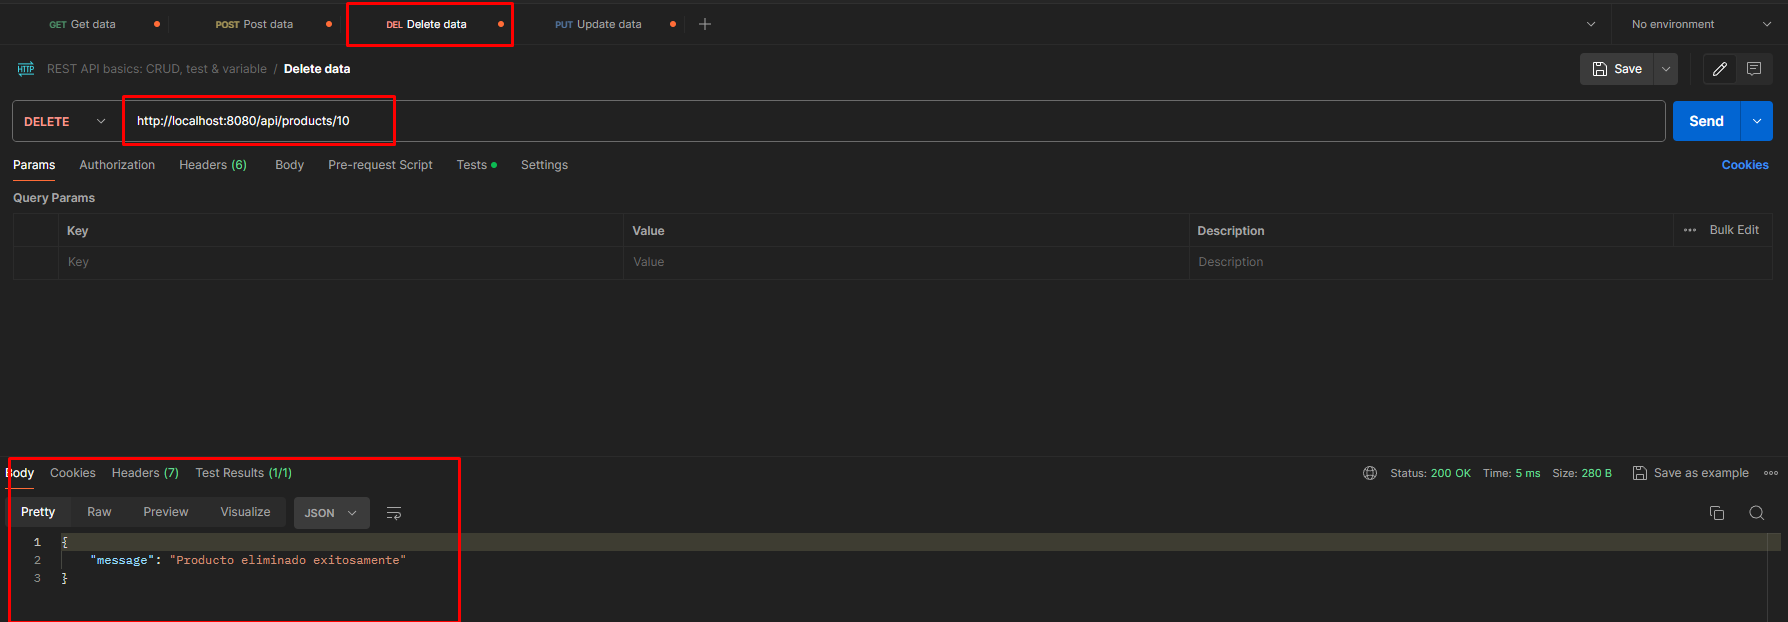 GET Get data POST Post data DEL Delete data PUT Update data No environment
HTTP REST API basics: CRUD, test & variable / Delete data Save
DELETE http://localhost:8080/api/products/10 Send
Params Authorization Headers (6) Body Pre-request Script Tests Settings Cookies
Query Params
Key Value Description Bulk Edit
Key Value Description
Body Cookies Headers (7) Test Results (1/1) Status: 200 OK Time: 5 ms Size: 280 B Save as example
Pretty Raw Preview Visualize JSON
1 {
2 "message": "Producto eliminado exitosamente"
3 }